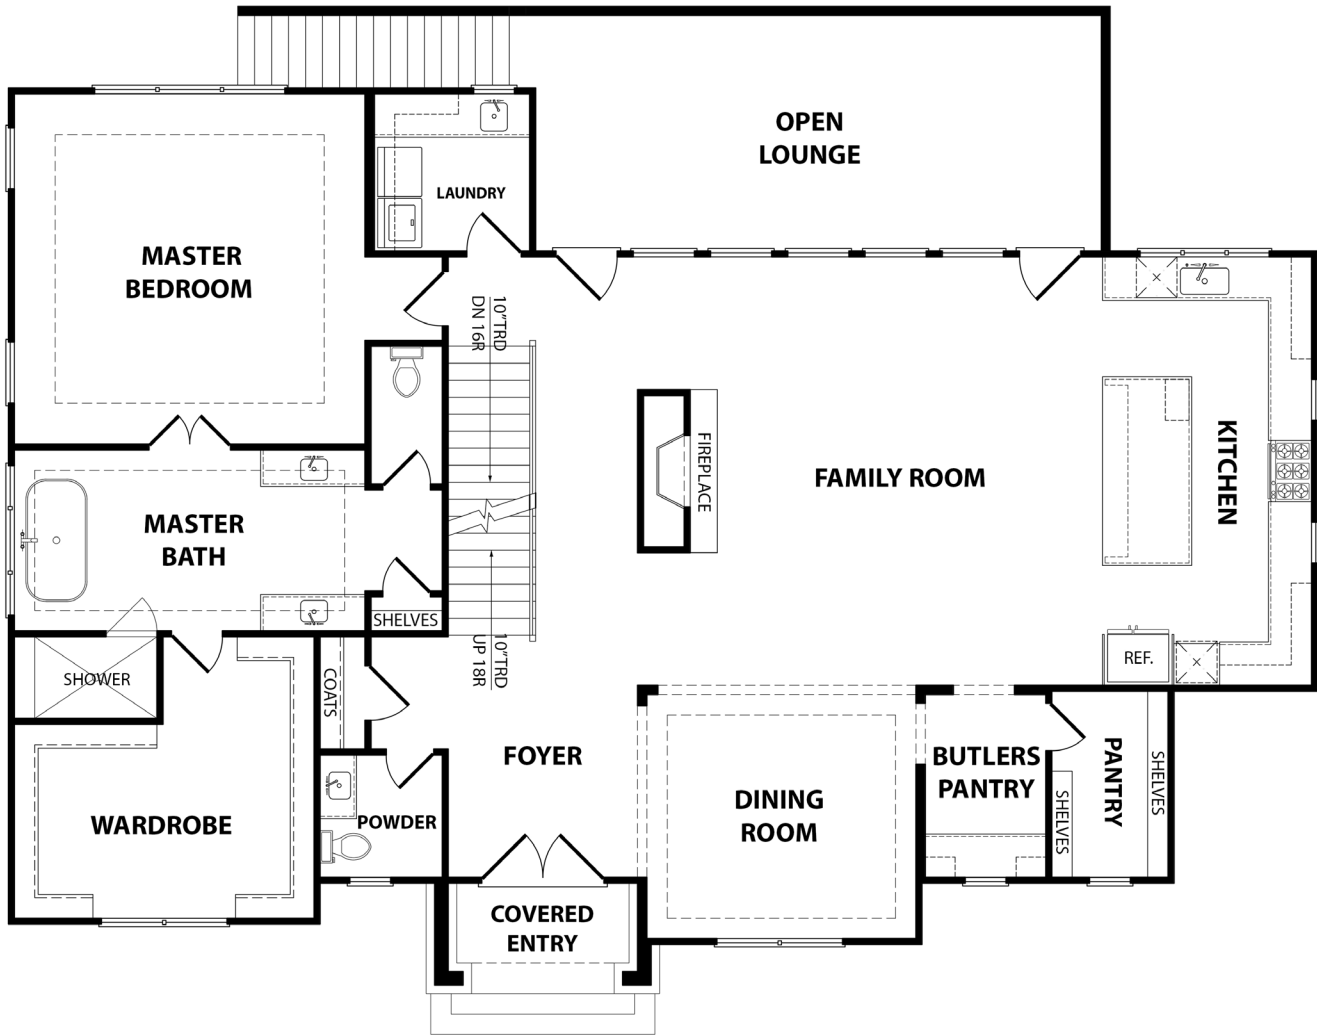 OPEN
LOUNGE
LAUNDRY
MASTER
BEDROOM
10"TRD
DN 16R
FIREPLACE
FAMILY ROOM
KITCHEN
MASTER
BATH
SHELVES
10"TRD
UP 18R
REF.
SHOWER
COATS
FOYER
BUTLERS
PANTRY
PANTRY
SHELVES
SHELVES
DINING
ROOM
WARDROBE
POWDER
COVERED
ENTRY